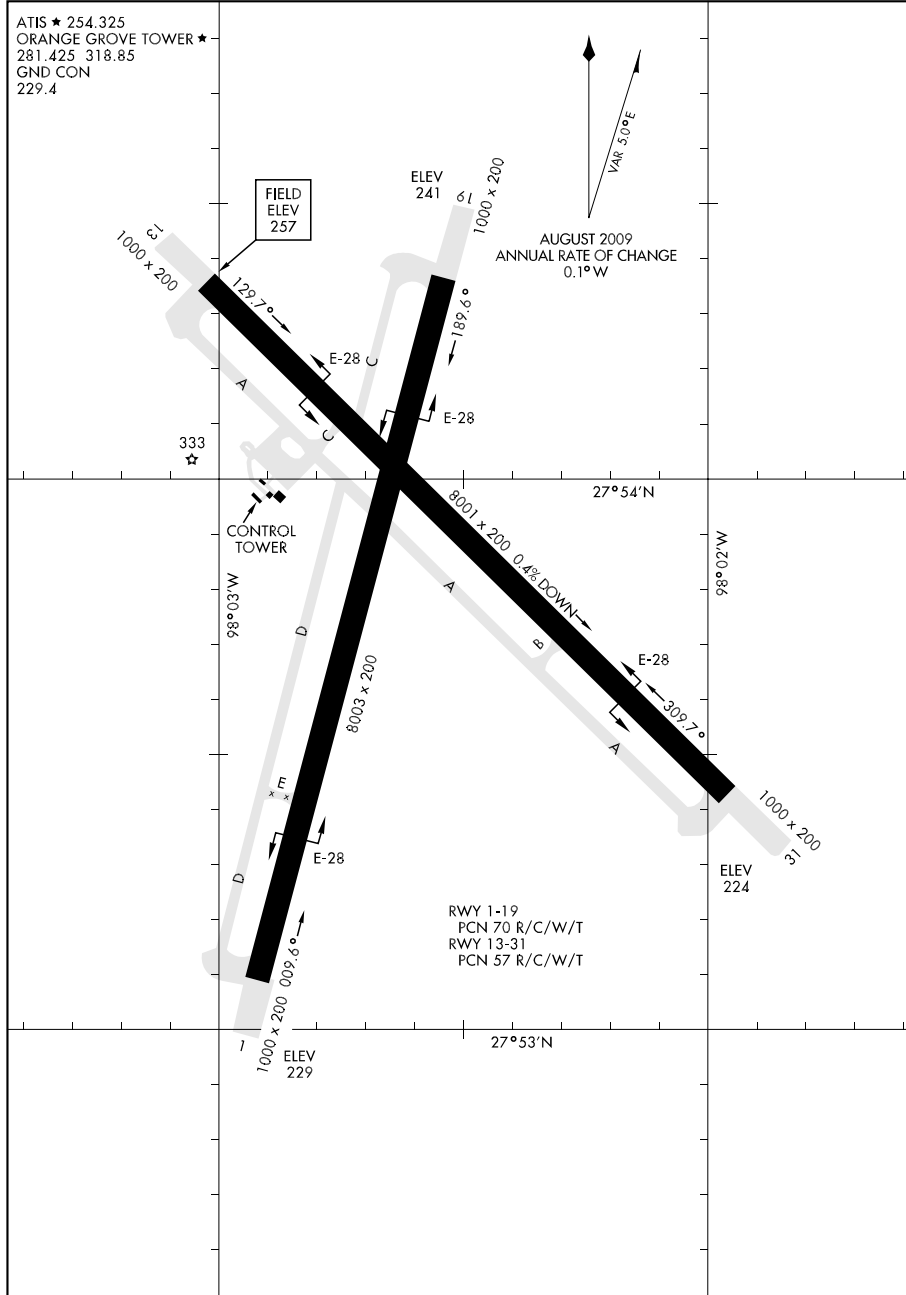 ATIS ★ 254.325
ORANGE GROVE TOWER ★
281.425 318.85
GND CON
229.4
VAR 5.0° E
AUGUST 2009
ANNUAL RATE OF CHANGE
0.1° W
ELEV
241
19
1000 x 200
FIELD
ELEV
257
13
1000 x 200
129.7°
189.6°
E-28
C
A
E-28
C
333
CONTROL
TOWER
27°54'N
98°03'W
98°02'W
8001 x 200 0.4% DOWN
A
B
D
E-28
309.7°
8003 x 200
A
E
x x
1000 x 200
31
E-28
ELEV
224
D
RWY 1-19
PCN 70 R/C/W/T
RWY 13-31
PCN 57 R/C/W/T
009.6°
1000 x 200
1
ELEV
229
27°53'N